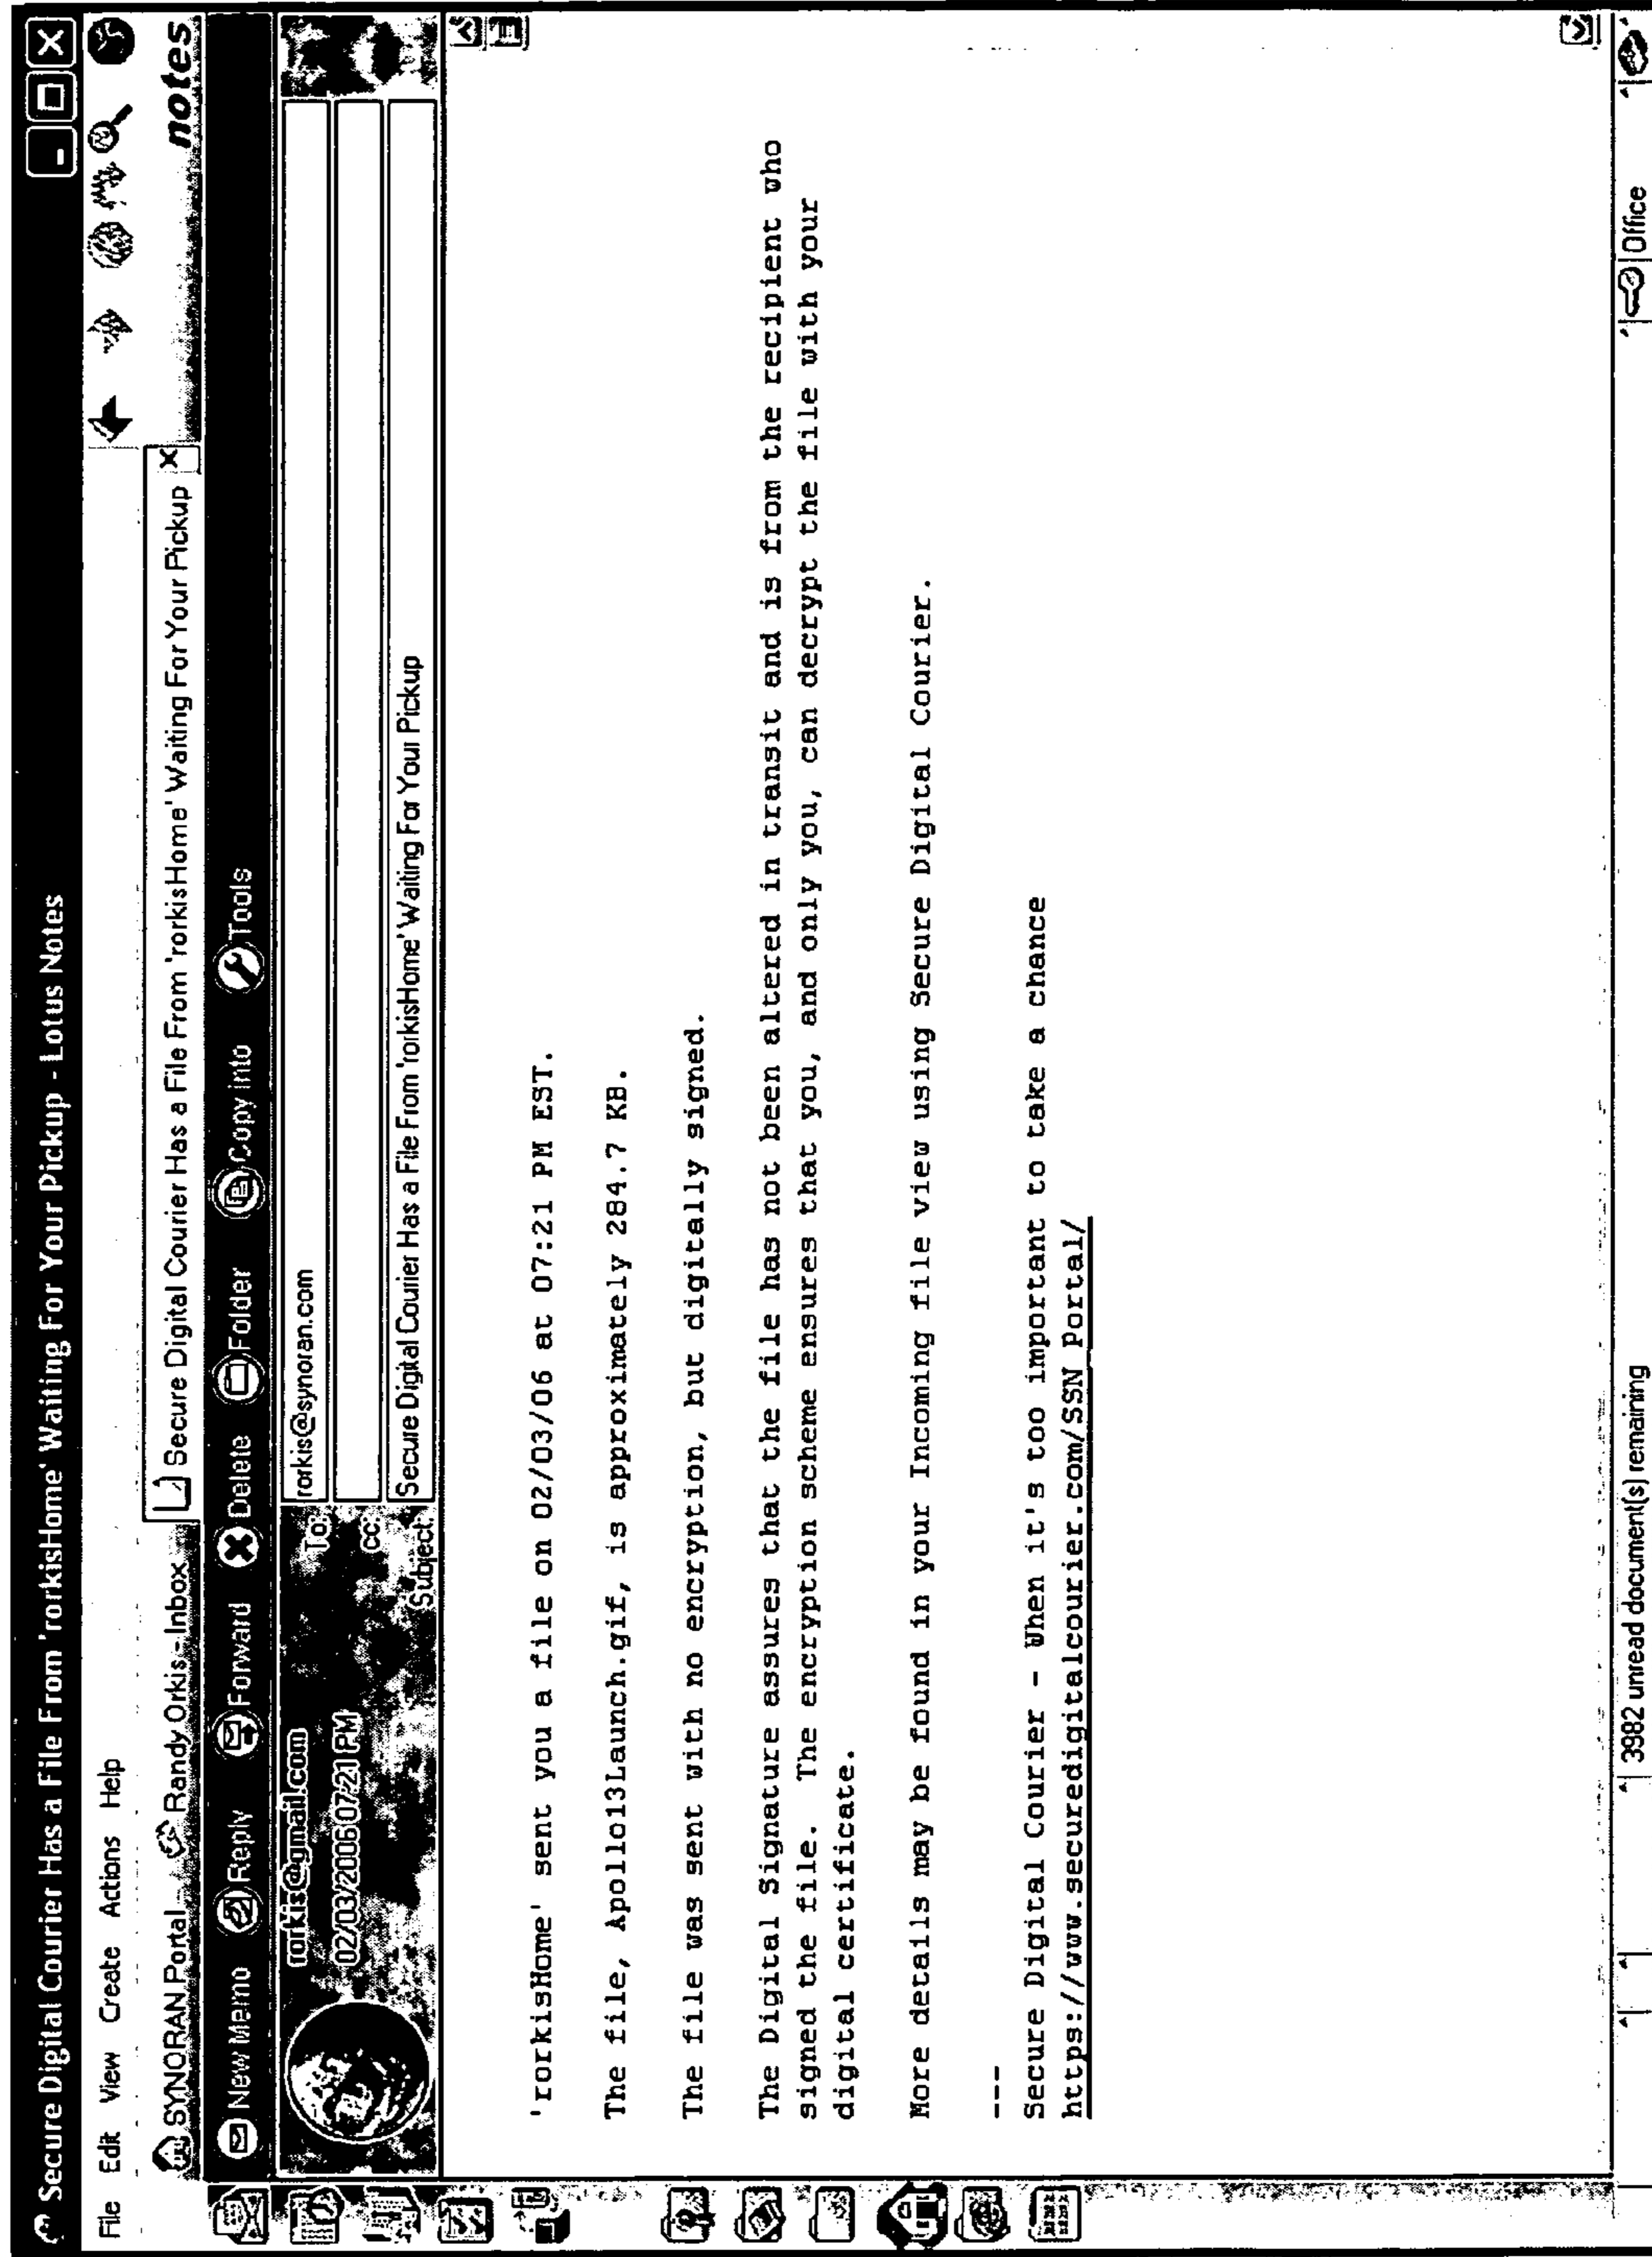 Secure Digital Courier Has a File From 'rorkisHome' Waiting For Your Pickup - Lotus Notes
File Edit View Create Actions Help
SYNORAN Portal Randy Orkis - Inbox Secure Digital Courier Has a File From 'rorkisHome' Waiting For Your Pickup X
notes
New Memo Reply Forward Delete Folder Copy into Tools
rorkis@gmail.com
02/03/2006 07:21 PM
To: rorkis@synoran.com
cc:
Subject: Secure Digital Courier Has a File From 'rorkisHome' Waiting For Your Pickup
'rorkisHome' sent you a file on 02/03/06 at 07:21 PM EST.
The file, Apollo13Launch.gif, is approximately 284.7 KB.
The file was sent with no encryption, but digitally signed.
The Digital Signature assures that the file has not been altered in transit and is from the recipient who
signed the file. The encryption scheme ensures that you, and only you, can decrypt the file with your
digital certificate.
More details may be found in your Incoming file view using Secure Digital Courier.
---
Secure Digital Courier - When it's too important to take a chance
https://www.securedigitalcourier.com/SSN Portal/
3982 unread document(s) remaining
Office